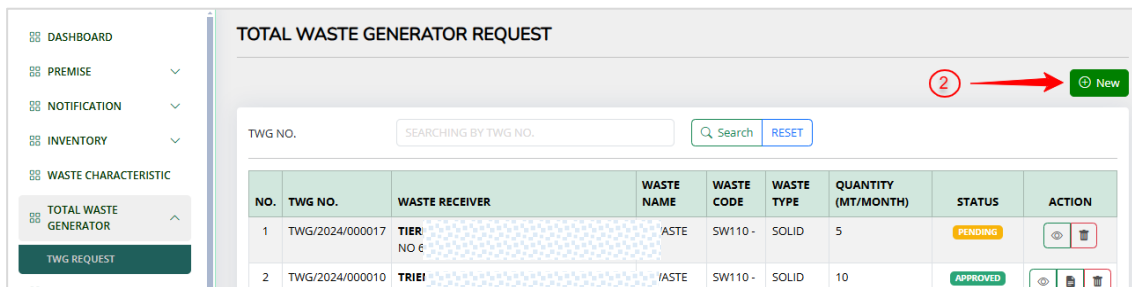 DASHBOARD
PREMISE
NOTIFICATION
INVENTORY
WASTE CHARACTERISTIC
TOTAL WASTE
GENERATOR
TWG REQUEST
TOTAL WASTE GENERATOR REQUEST
2
New
TWG NO. SEARCHING BY TWG NO. Search RESET
NO. TWG NO. WASTE RECEIVER WASTE NAME WASTE CODE WASTE TYPE QUANTITY (MT/MONTH) STATUS ACTION
1 TWG/2024/000017 SW110 - SOLID 5 PENDING
NO 6
2 TWG/2024/000010 SW110 - SOLID 10 APPROVED